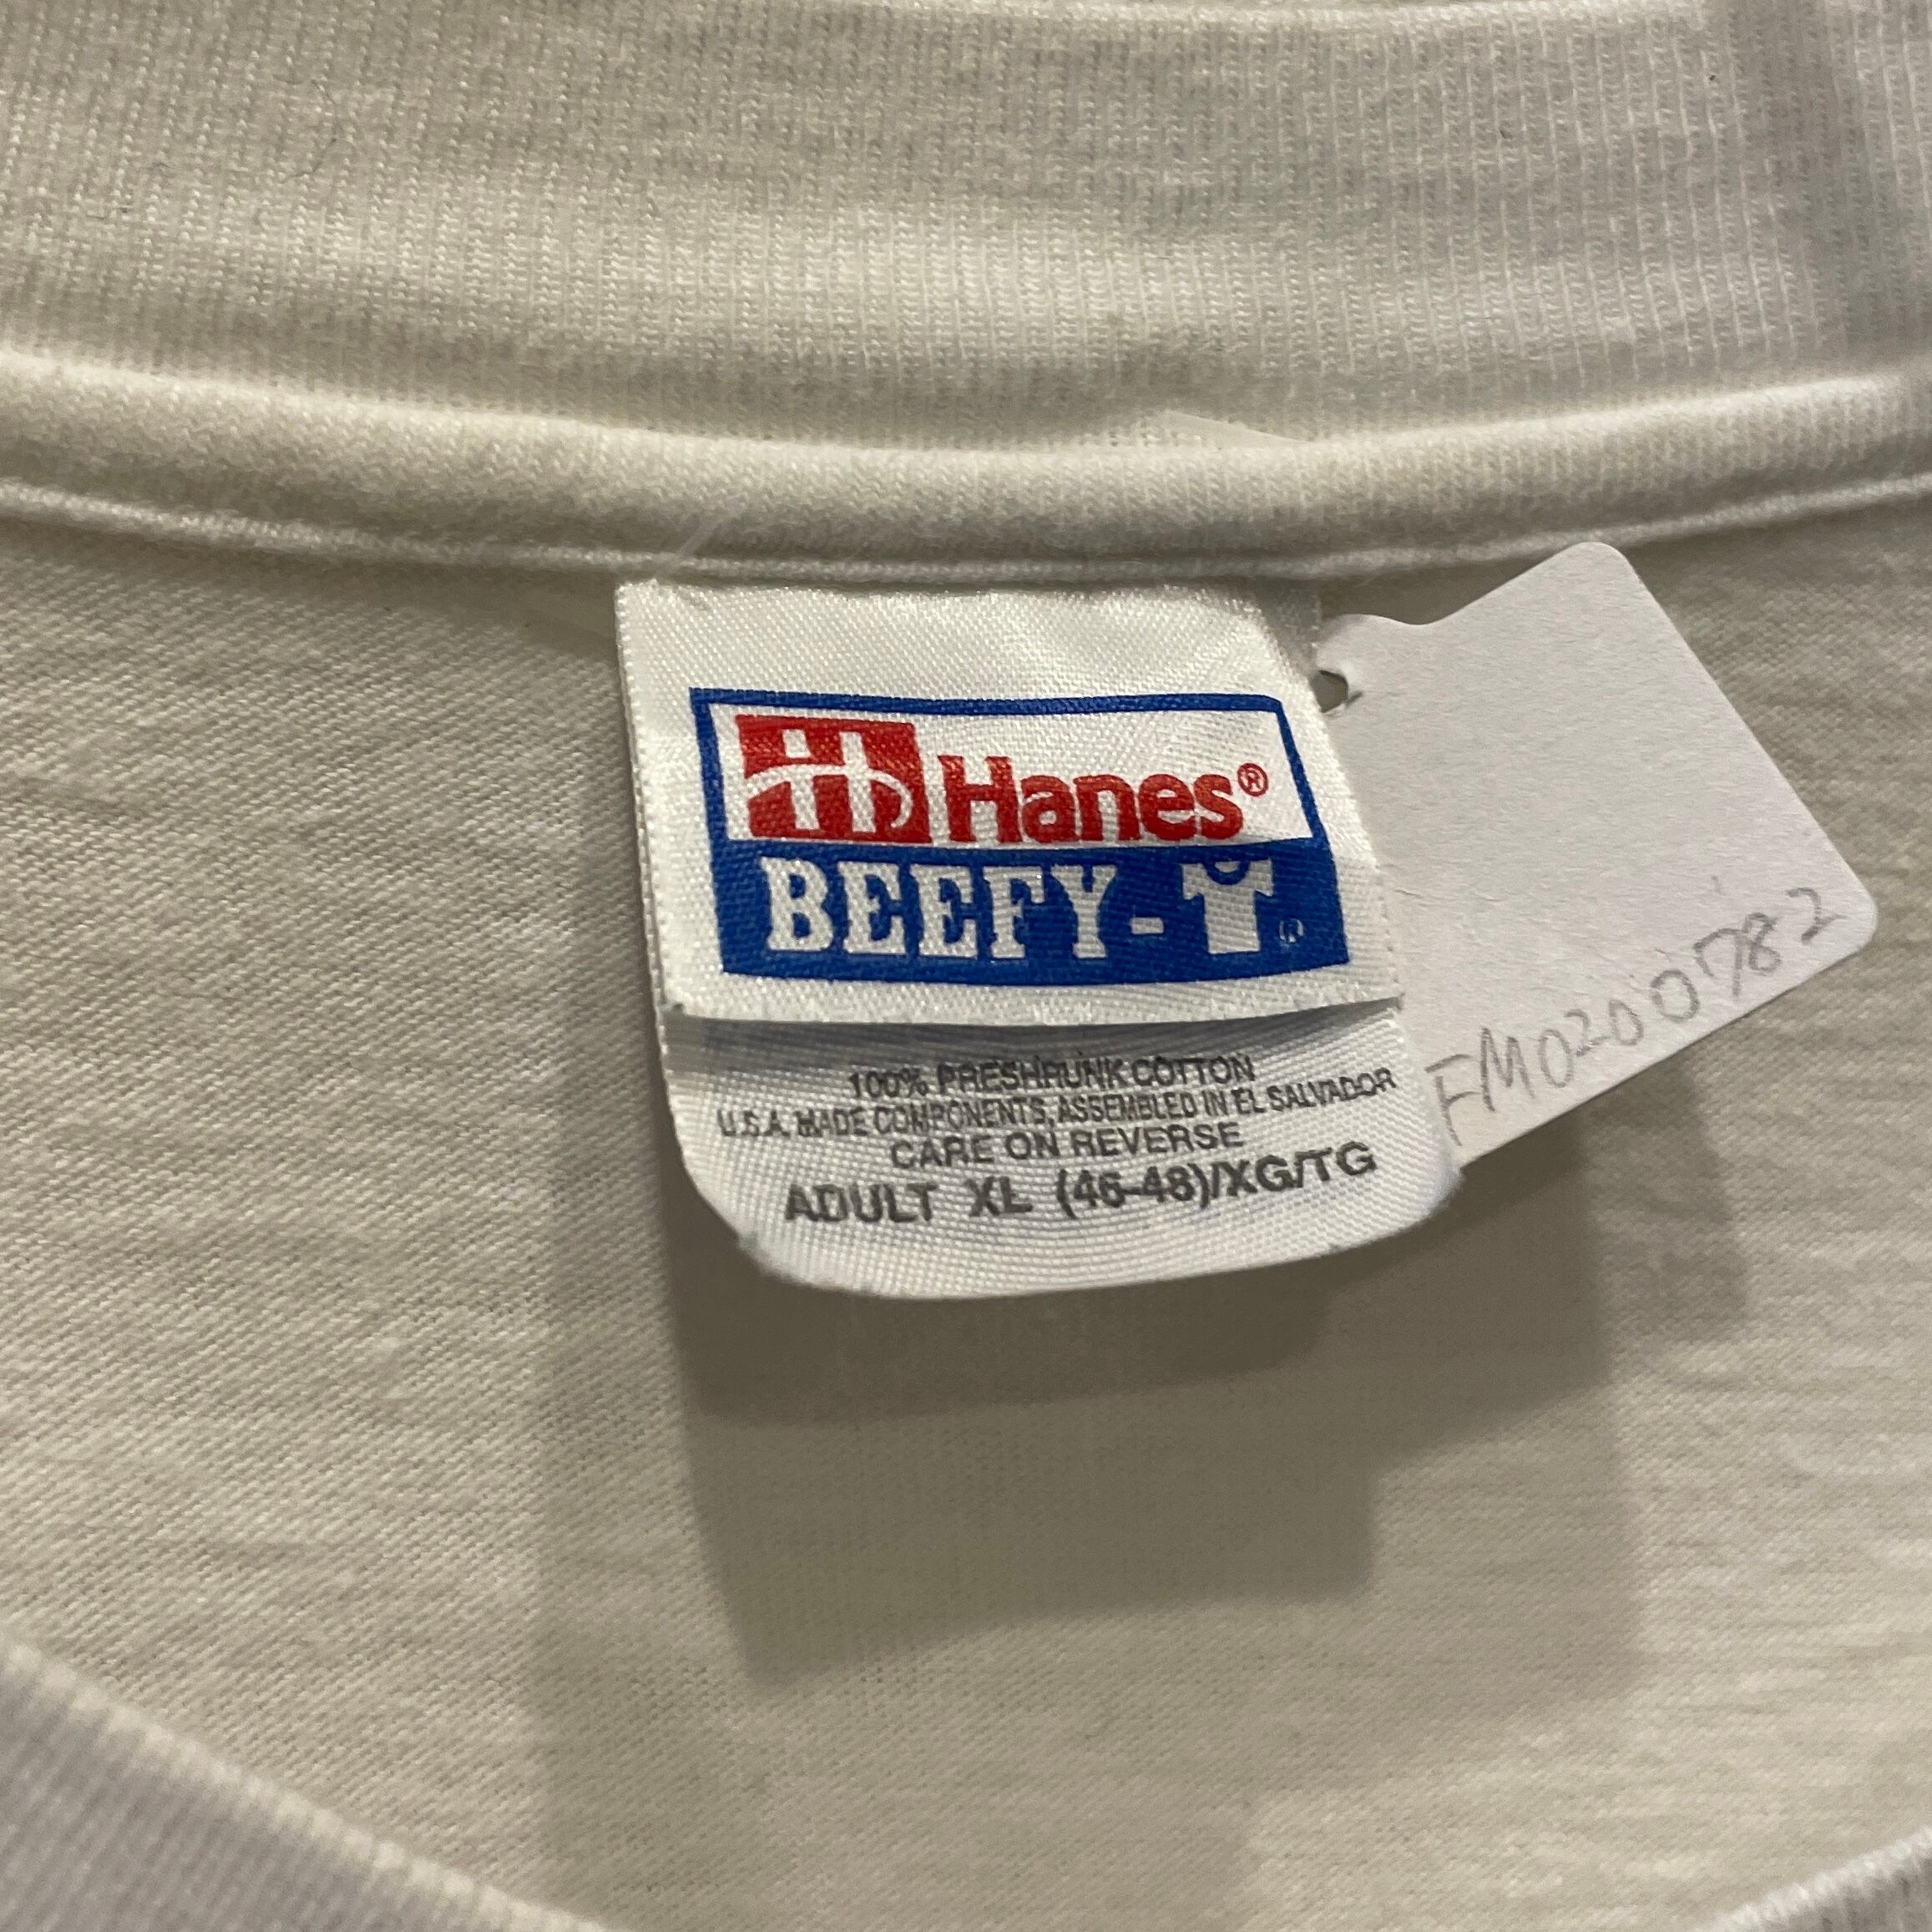 Hanes®
BEEFY-T®
100% PRESHRUNK COTTON
U.S.A. MADE COMPONENTS, ASSEMBLED IN EL SALVADOR
CARE ON REVERSE
ADULT XL (46-48)/XG/TG
FM0200782